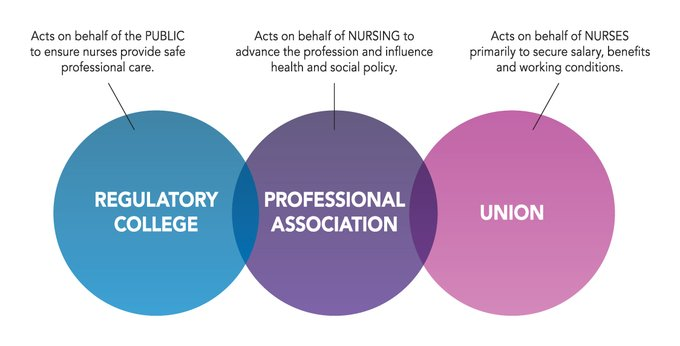 Acts on behalf of the PUBLIC
to ensure nurses provide safe
professional care.
Acts on behalf of NURSING to
advance the profession and influence
health and social policy.
Acts on behalf of NURSES
primarily to secure salary, benefits
and working conditions.
REGULATORY
COLLEGE
PROFESSIONAL
ASSOCIATION
UNION